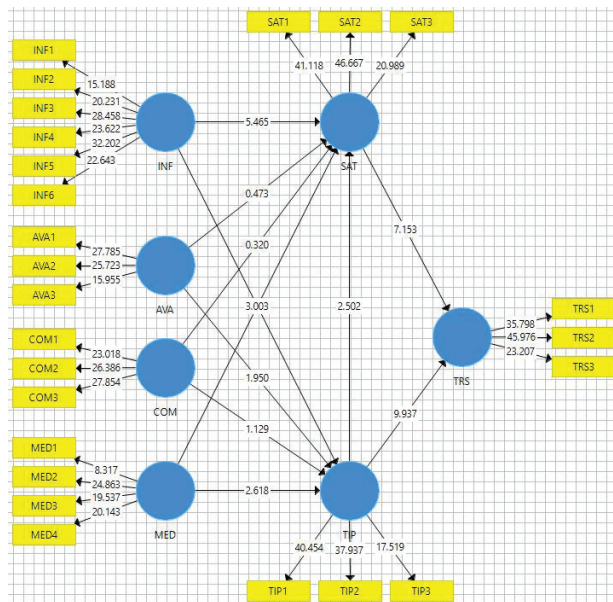 SAT1
SAT2
SAT3
INF1
INF2
INF3
INF4
INF5
INF6
41.118
46.667
20.989
15.188
20.231
28.458
23.622
32.202
22.643
INF
5.465
SAT
0.473
0.320
7.153
AVA1
AVA2
AVA3
27.785
25.723
15.955
AVA
3.003
2.502
TRS1
TRS2
TRS3
35.798
45.976
23.207
TRS
COM1
COM2
COM3
23.018
26.386
27.854
COM
1.950
1.129
9.937
MED1
MED2
MED3
MED4
8.317
24.863
19.537
20.143
MED
2.618
TIP
40.454
37.937
17.519
TIP1
TIP2
TIP3